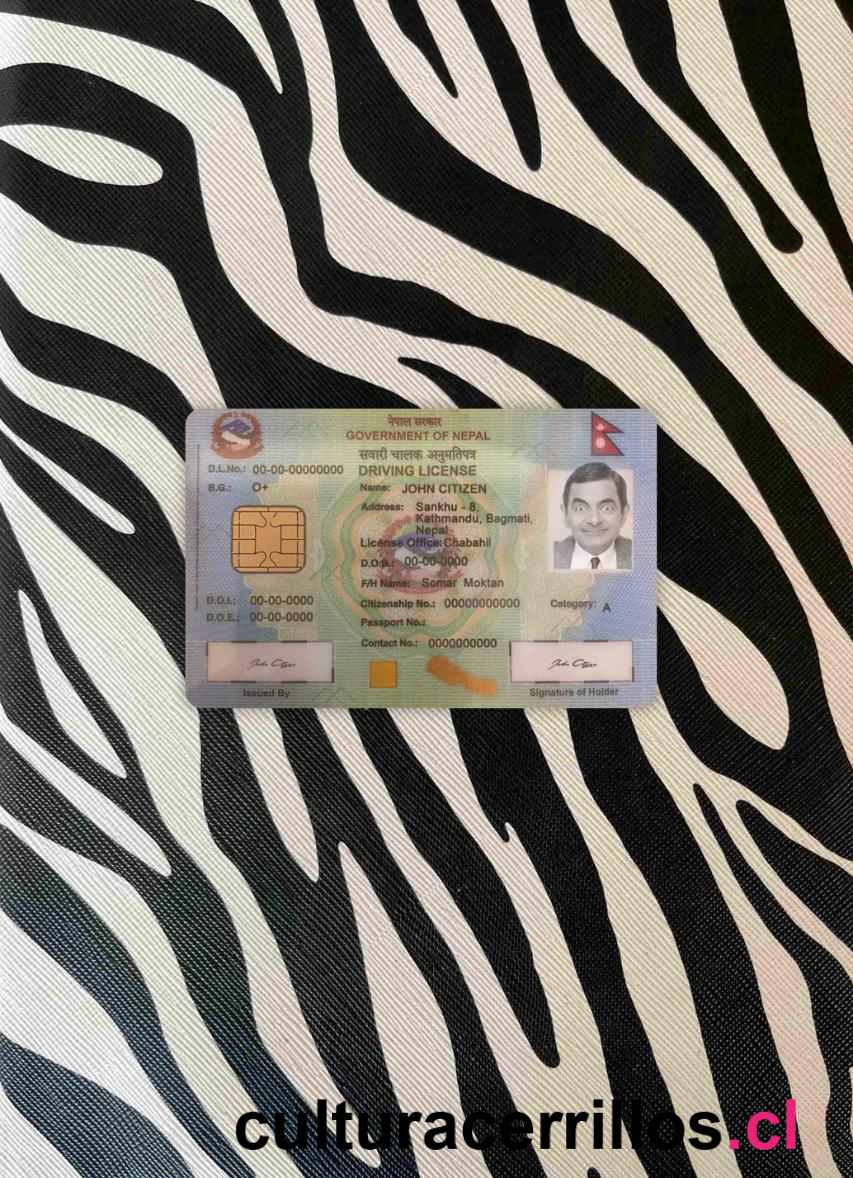 नेपाल सरकार
GOVERNMENT OF NEPAL
सवारी चालक अनुमतिपत्र
D.L.No.: 00-00-00000000 DRIVING LICENSE
B.G.: O+ Name: JOHN CITIZEN
Address: Sankhu - 8,
Kathmandu, Bagmati,
Nepal
License Office: Chabahil
D.O.B.: 00-00-0000
F/H Name: Somar Moktan
D.O.I.: 00-00-0000 Citizenship No.: 00000000000 Category: A
D.O.E.: 00-00-0000 Passport No.:
Contact No.: 0000000000
John Citizen John Citizen
Issued By Signature of Holder
culturacerrillos.cl